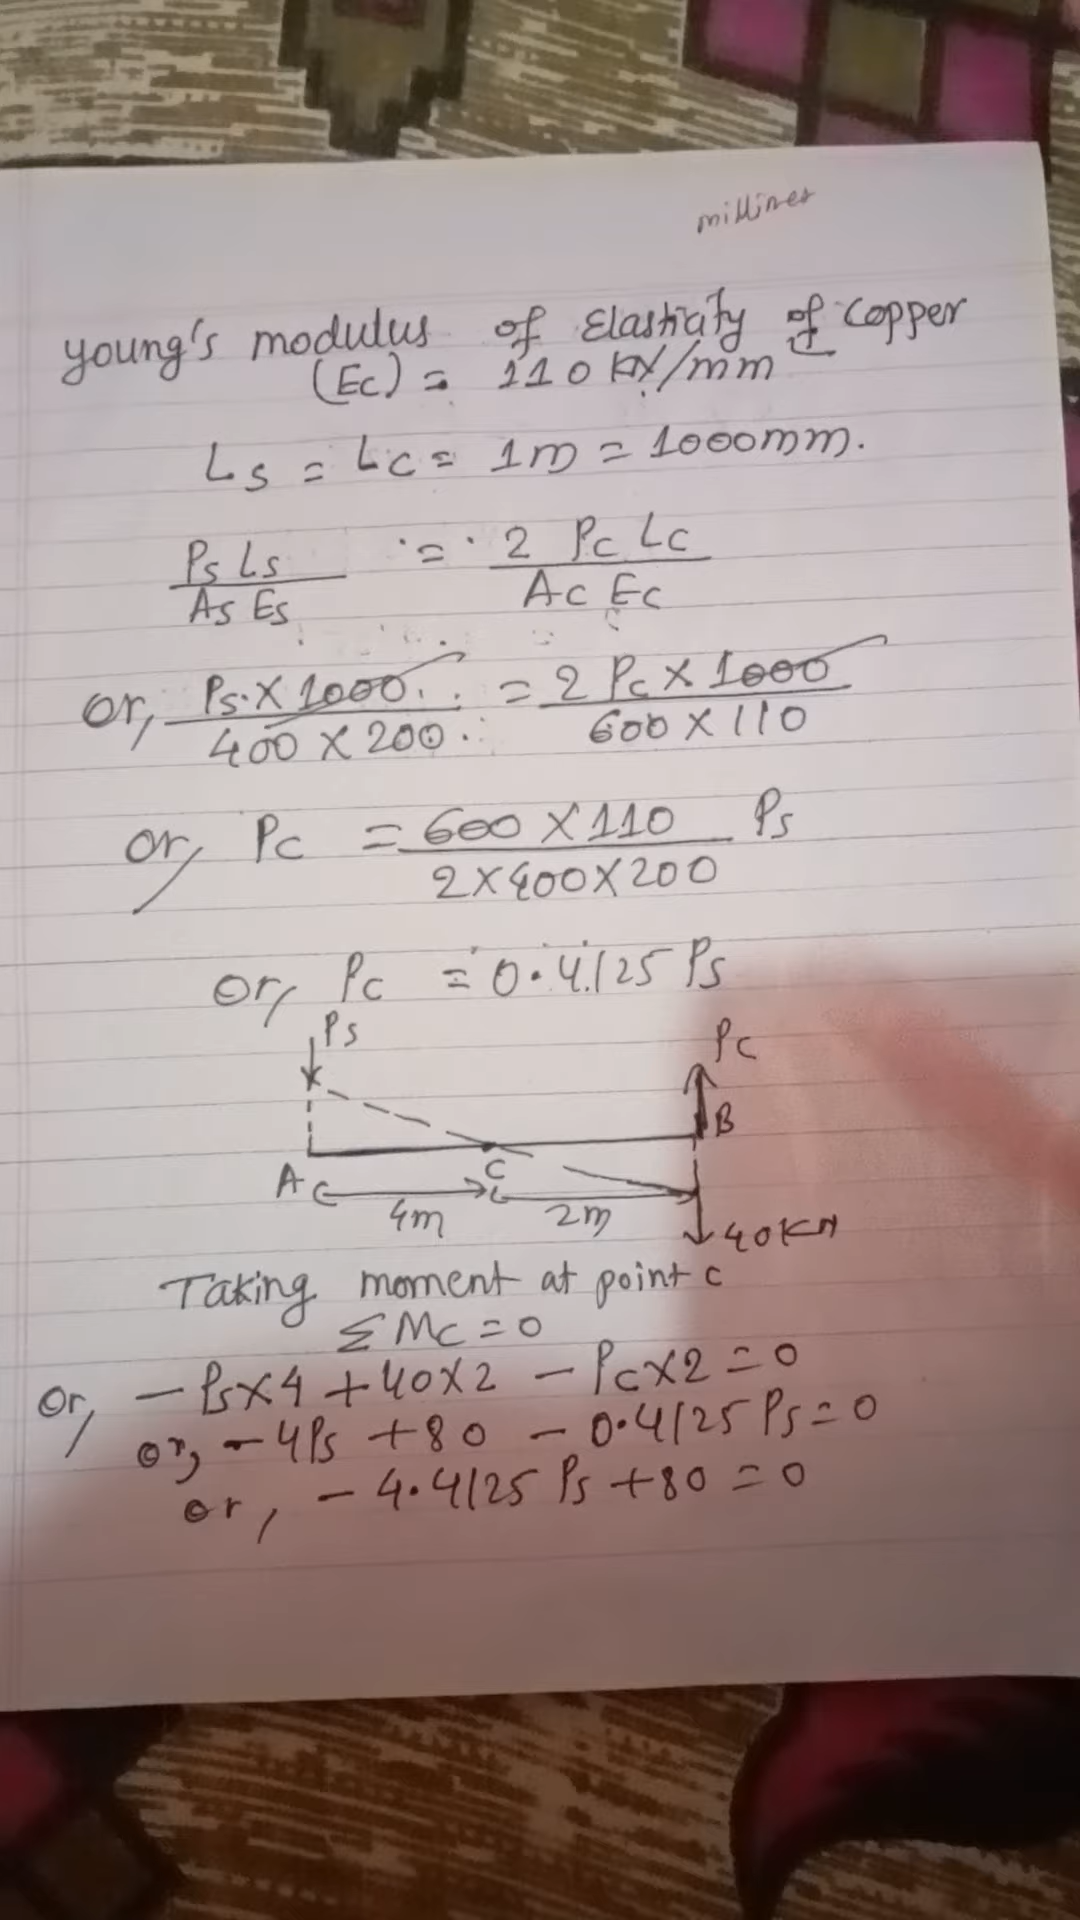 millines
young's modulus of Elasticity of copper
(Ec) = 110 kN/mm
Ls = Lc = 1m = 1000mm.
Ps Ls / As Es = 2 Pc Lc / Ac Ec
or, Ps × 1000 / 400 × 200 = 2 Pc × 1000 / 600 × 110
or, Pc = 600 × 110 / 2×400×200 Ps
or, Pc = 0.4125 Ps
Ps
Pc
B
A
C
4m
2m
40KN
Taking moment at point c
ΣMc = 0
or, - Ps×4 + 40×2 - Pc×2 = 0
or, - 4Ps + 80 - 0.4125 Ps = 0
or, - 4.4125 Ps + 80 = 0